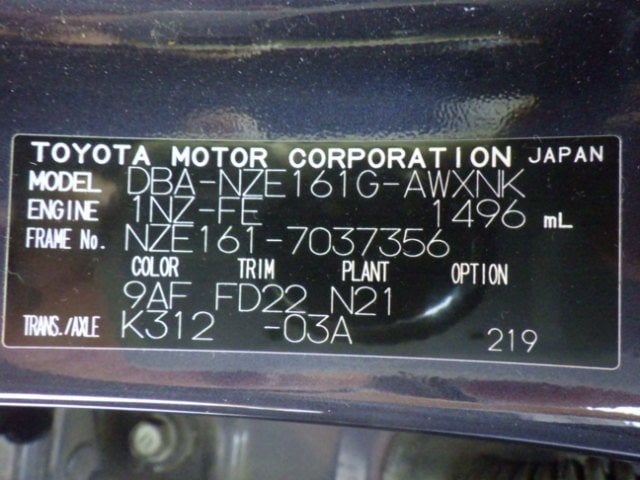 TOYOTA MOTOR CORPORATION JAPAN
MODEL DBA-NZE161G-AWXNK
ENGINE 1NZ-FE 1496 mL
FRAME No. NZE161-7037356
COLOR TRIM PLANT OPTION
9AF FD22 N21
TRANS./AXLE K312 -03A 219